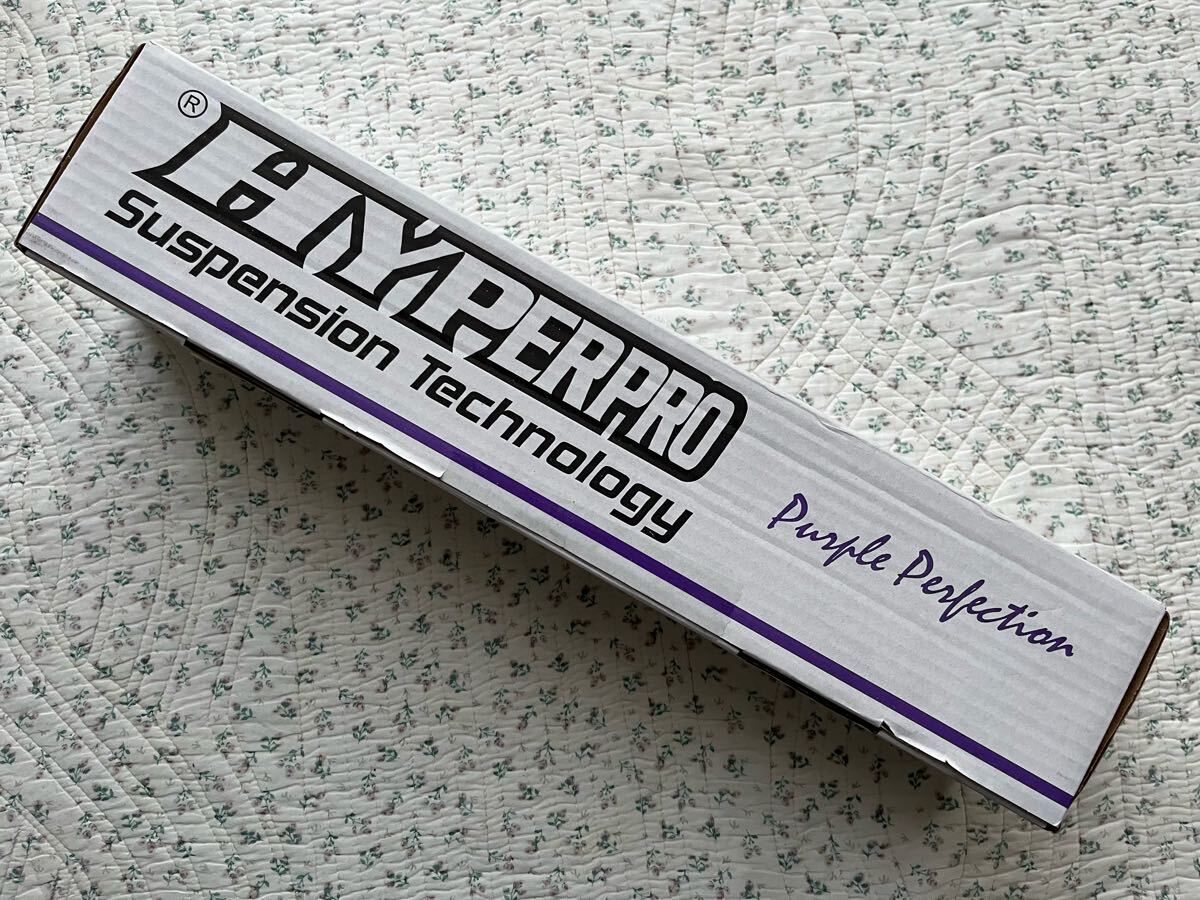 ® HYPERPRO
Suspension Technology
Purple Perfection